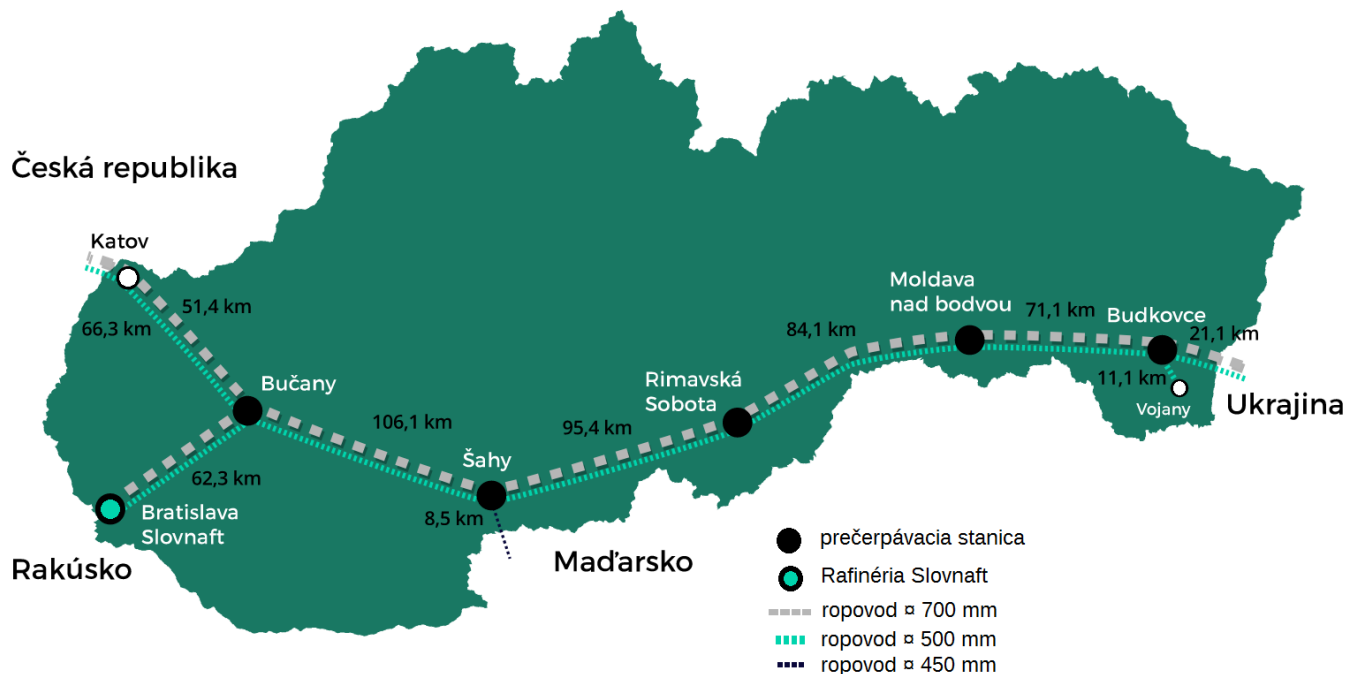 Česká republika
Katov
51,4 km
66,3 km
Bučany
62,3 km
Bratislava
Slovnaft
Rakúsko
106,1 km
Šahy
8,5 km
Maďarsko
95,4 km
Rimavská
Sobota
84,1 km
Moldava
nad bodvou
71,1 km
Budkovce
21,1 km
11,1 km
Vojany
Ukrajina
prečerpávacia stanica
Rafinéria Slovnaft
ropovod ¤ 700 mm
ropovod ¤ 500 mm
ropovod ¤ 450 mm